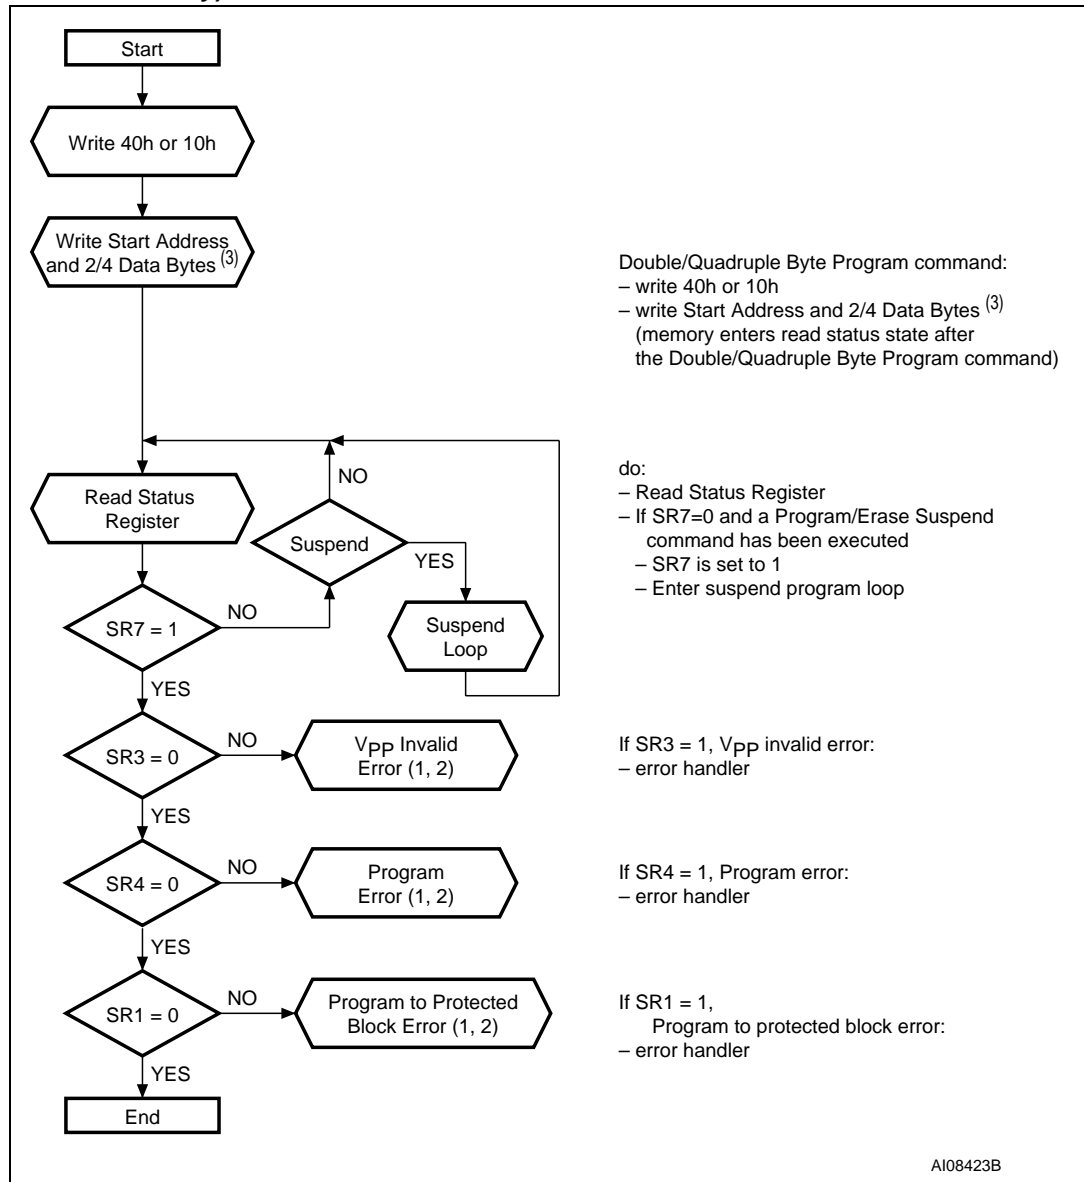 Start
Write 40h or 10h
Write Start Address
and 2/4 Data Bytes (3)
Double/Quadruple Byte Program command:
– write 40h or 10h
– write Start Address and 2/4 Data Bytes (3)
(memory enters read status state after
the Double/Quadruple Byte Program command)
Read Status
Register
NO
Suspend
YES
SR7 = 1
NO
Suspend
Loop
YES
do:
– Read Status Register
– If SR7=0 and a Program/Erase Suspend
command has been executed
– SR7 is set to 1
– Enter suspend program loop
SR3 = 0
NO
VPP Invalid
Error (1, 2)
YES
If SR3 = 1, VPP invalid error:
– error handler
SR4 = 0
NO
Program
Error (1, 2)
YES
If SR4 = 1, Program error:
– error handler
SR1 = 0
NO
Program to Protected
Block Error (1, 2)
YES
If SR1 = 1,
Program to protected block error:
– error handler
End
AI08423B